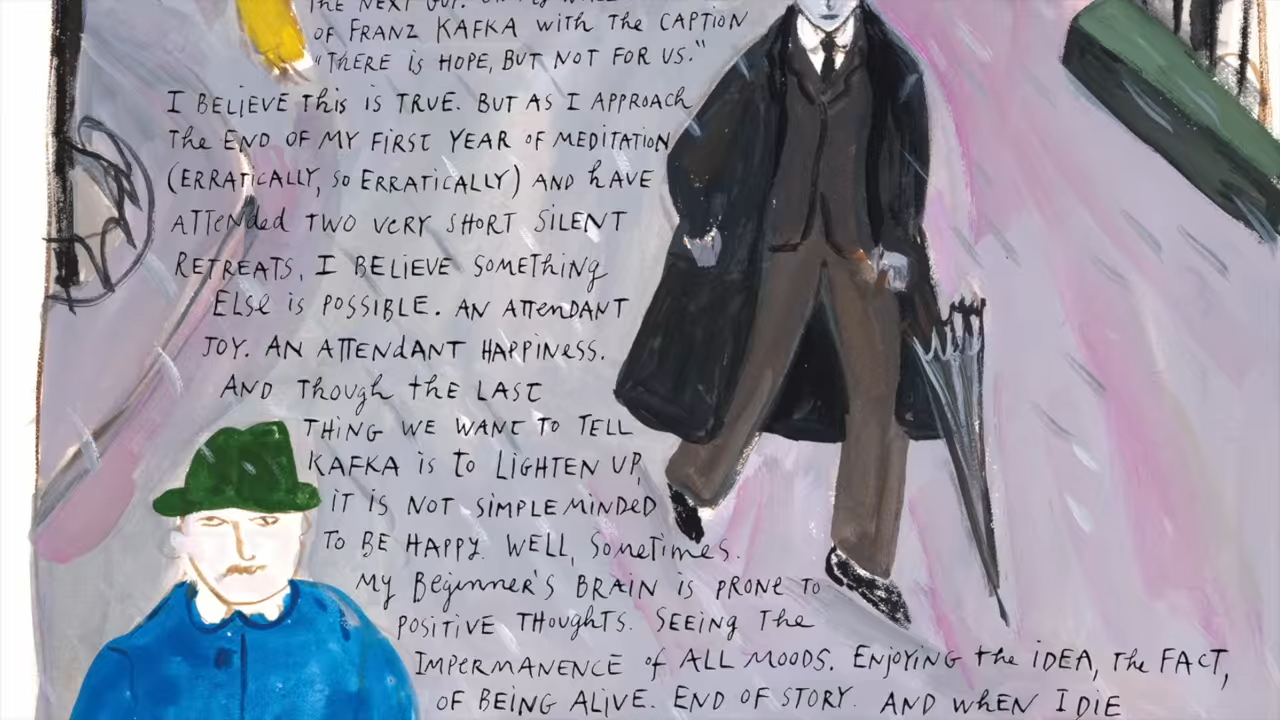 THE NEXT
OF FRANZ KAFKA WITH THE CAPTION
"THERE IS HOPE, BUT NOT FOR US."
I BELIEVE THIS IS TRUE. BUT AS I APPROACH
THE END OF MY FIRST YEAR OF MEDITATION
(ERRATICALLY, SO ERRATICALLY) AND HAVE
ATTENDED TWO VERY SHORT SILENT
RETREATS, I BELIEVE SOMETHING
ELSE IS POSSIBLE. AN ATTENDANT
JOY. AN ATTENDANT HAPPINESS.
AND THOUGH THE LAST
THING WE WANT TO TELL
KAFKA IS TO LIGHTEN UP,
IT IS NOT SIMPLEMINDED
TO BE HAPPY. WELL, SOMETIMES.
MY BEGINNER'S BRAIN IS PRONE TO
POSITIVE THOUGHTS. SEEING THE
IMPERMANENCE OF ALL MOODS. ENJOYING THE IDEA, THE FACT,
OF BEING ALIVE. END OF STORY. AND WHEN I DIE